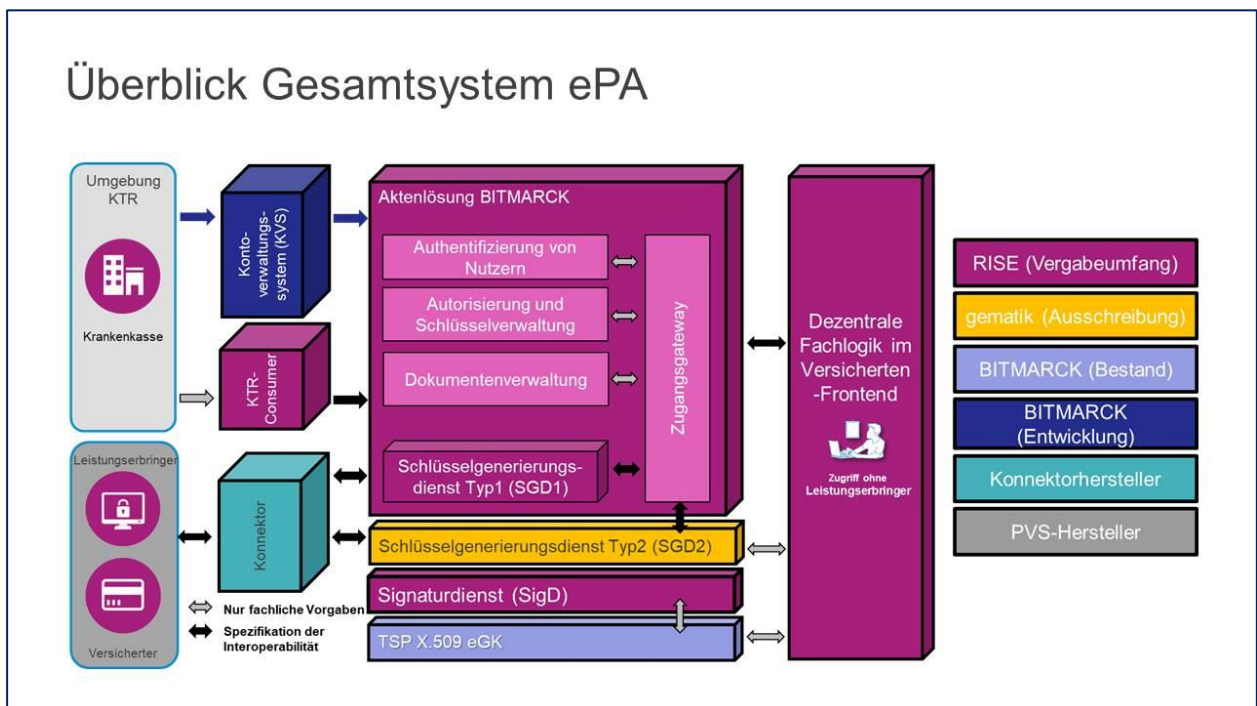 Überblick Gesamtsystem ePA
Umgebung
KTR
Krankenkasse
Konto-
verwaltungs-
system (KVS)
KTR-
Consumer
Leistungserbringer
Versicherter
Konnektor
Nur fachliche Vorgaben
Spezifikation der
Interoperabilität
Aktenlösung BITMARCK
Authentifizierung von
Nutzern
Autorisierung und
Schlüsselverwaltung
Dokumentenverwaltung
Schlüsselgenerierungs-
dienst Typ1 (SGD1)
Zugangsgateway
Schlüsselgenerierungsdienst Typ2 (SGD2)
Signaturdienst (SigD)
TSP X.509 eGK
Dezentrale
Fachlogik im
Versicherten
-Frontend
Zugriff ohne
Leistungserbringer
RISE (Vergabeumfang)
gematik (Ausschreibung)
BITMARCK (Bestand)
BITMARCK
(Entwicklung)
Konnektorhersteller
PVS-Hersteller